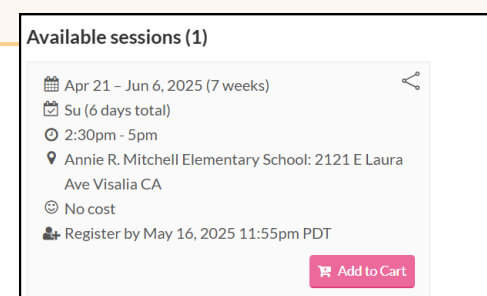 Available sessions (1)
Apr 21 – Jun 6, 2025 (7 weeks)
Su (6 days total)
2:30pm - 5pm
Annie R. Mitchell Elementary School: 2121 E Laura
Ave Visalia CA
No cost
Register by May 16, 2025 11:55pm PDT
Add to Cart